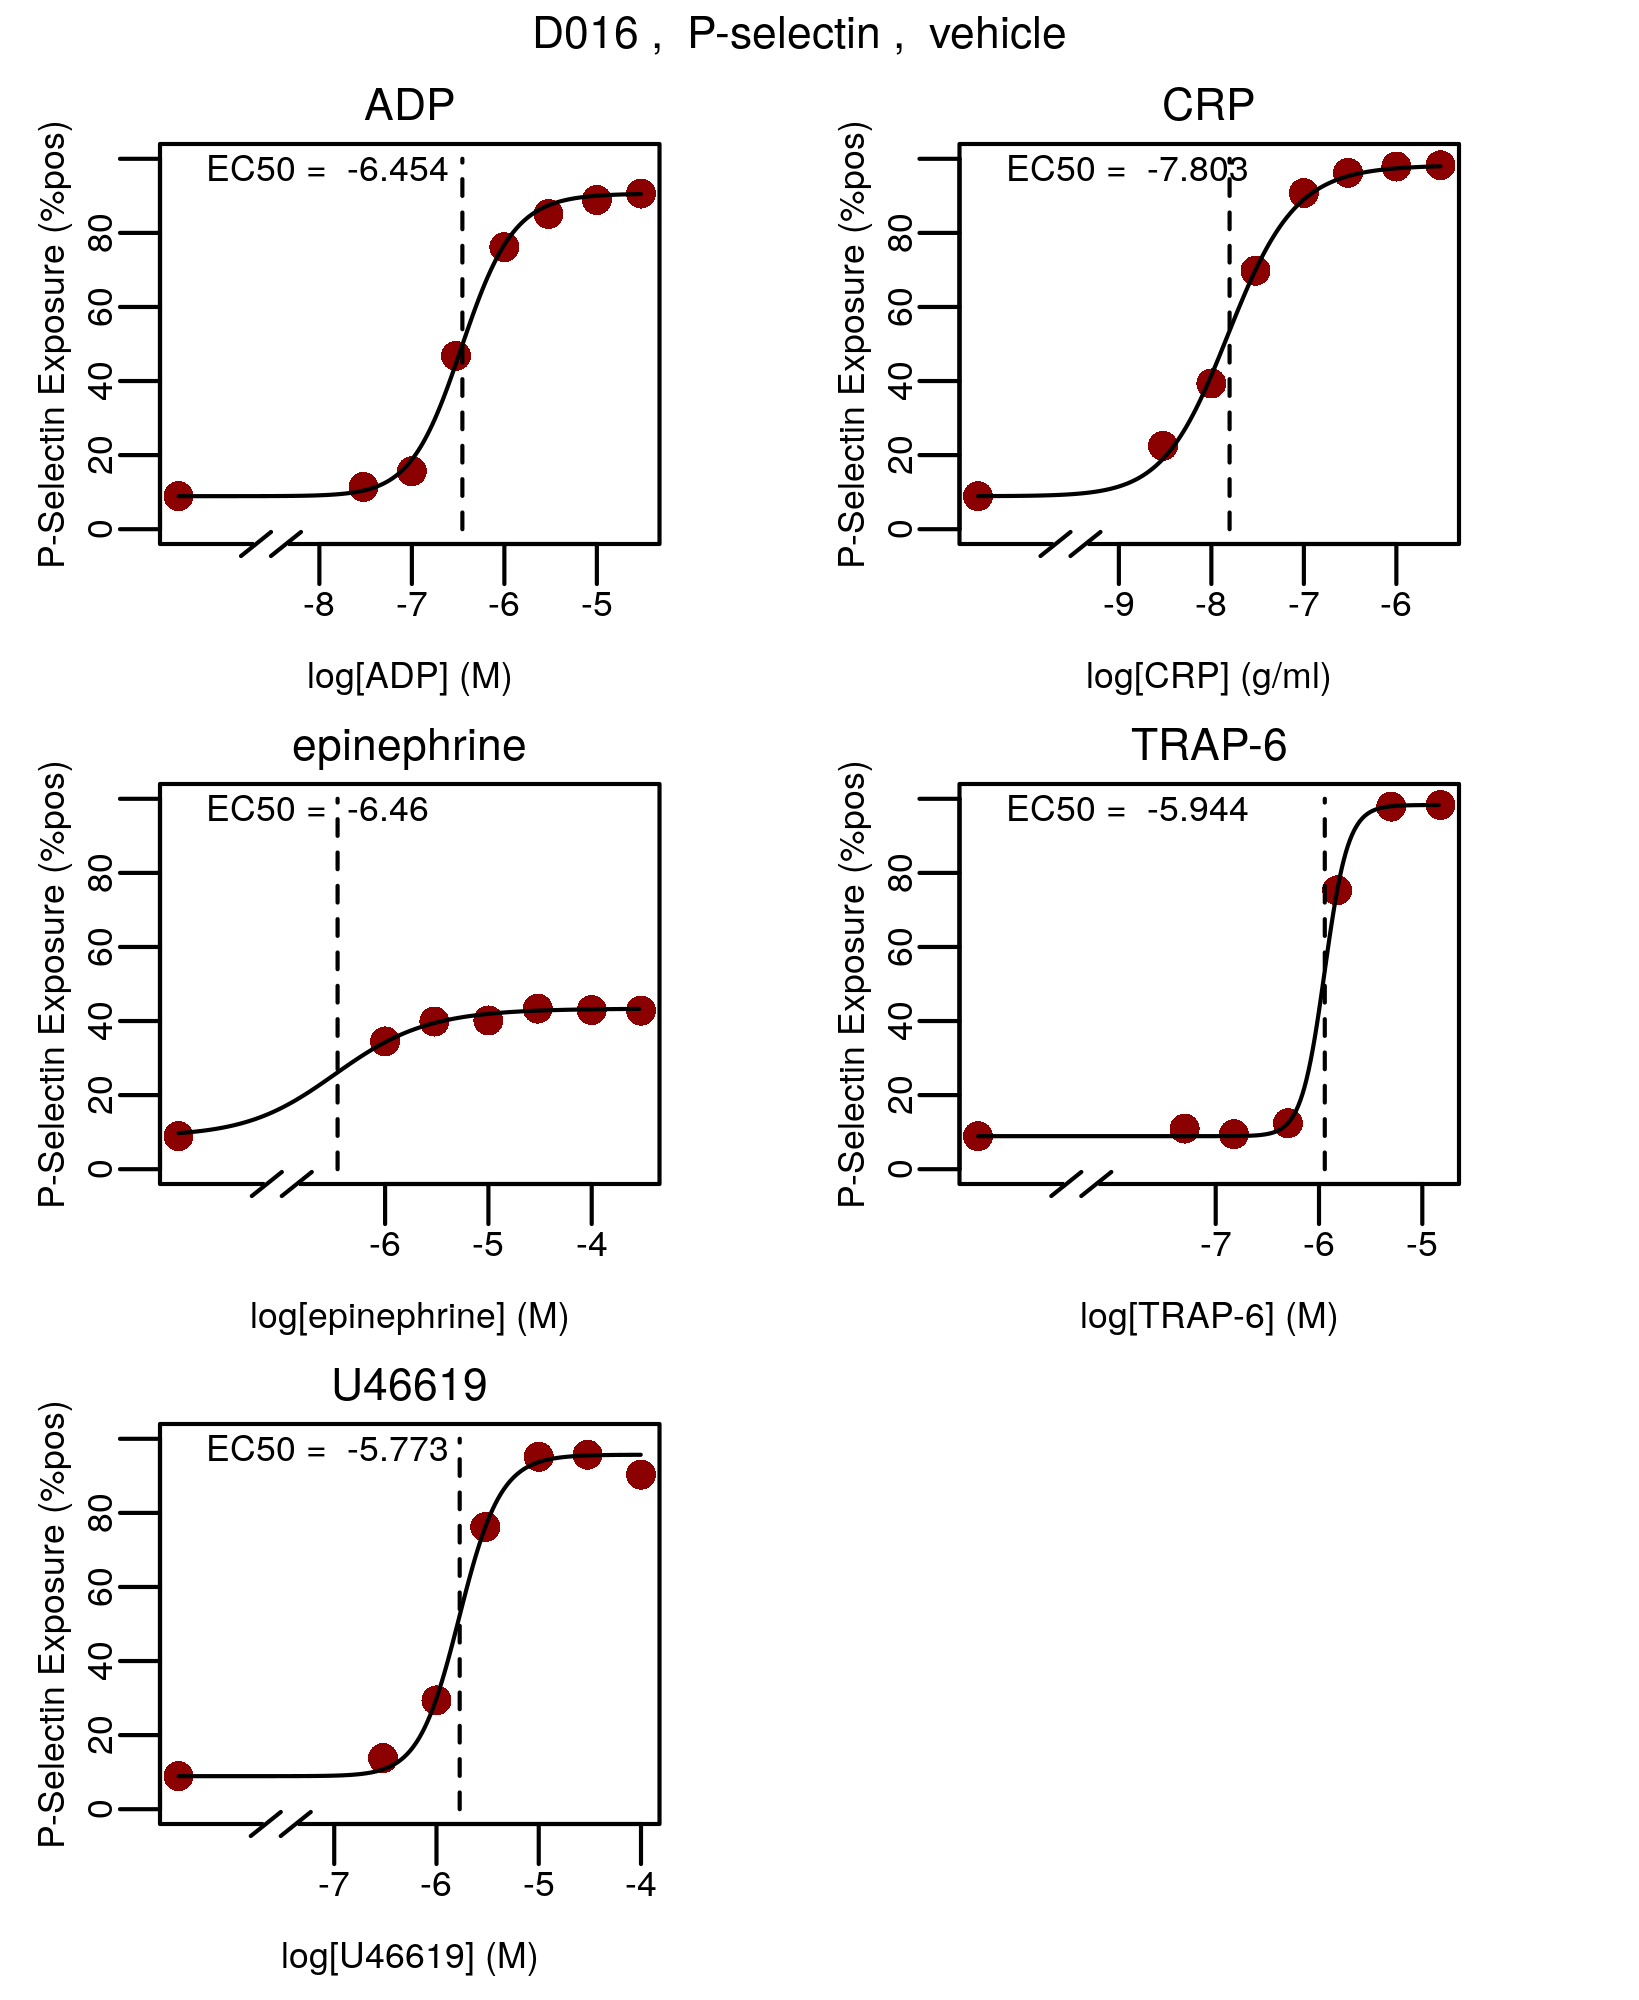 D016 ,  P-selectin ,  vehicle
ADP
EC50 =  -6.454
P-Selectin Exposure (%pos)
80
60
40
20
0
-8 -7 -6 -5
log[ADP] (M)
CRP
EC50 =  -7.803
P-Selectin Exposure (%pos)
80
60
40
20
0
-9 -8 -7 -6
log[CRP] (g/ml)
epinephrine
EC50 =  -6.46
P-Selectin Exposure (%pos)
80
60
40
20
0
-6 -5 -4
log[epinephrine] (M)
TRAP-6
EC50 =  -5.944
P-Selectin Exposure (%pos)
80
60
40
20
0
-7 -6 -5
log[TRAP-6] (M)
U46619
EC50 =  -5.773
P-Selectin Exposure (%pos)
80
60
40
20
0
-7 -6 -5 -4
log[U46619] (M)